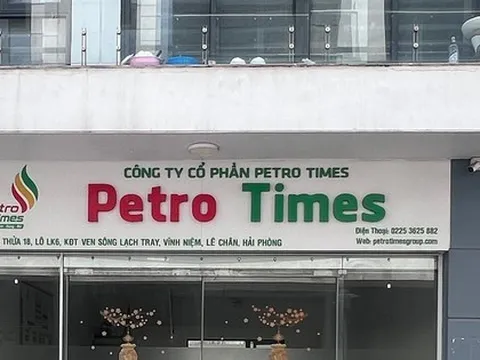 CÔNG TY CỔ PHẦN PETRO TIMES
Petro Times
etro
imes
THỬA 18, LÔ LK6, KĐT VEN SÔNG LẠCH TRAY, VĨNH NIỆM, LÊ CHÂN, HẢI PHÒNG
Điện Thoại: 0225 3625 882
Web: petrotimesgroup.com